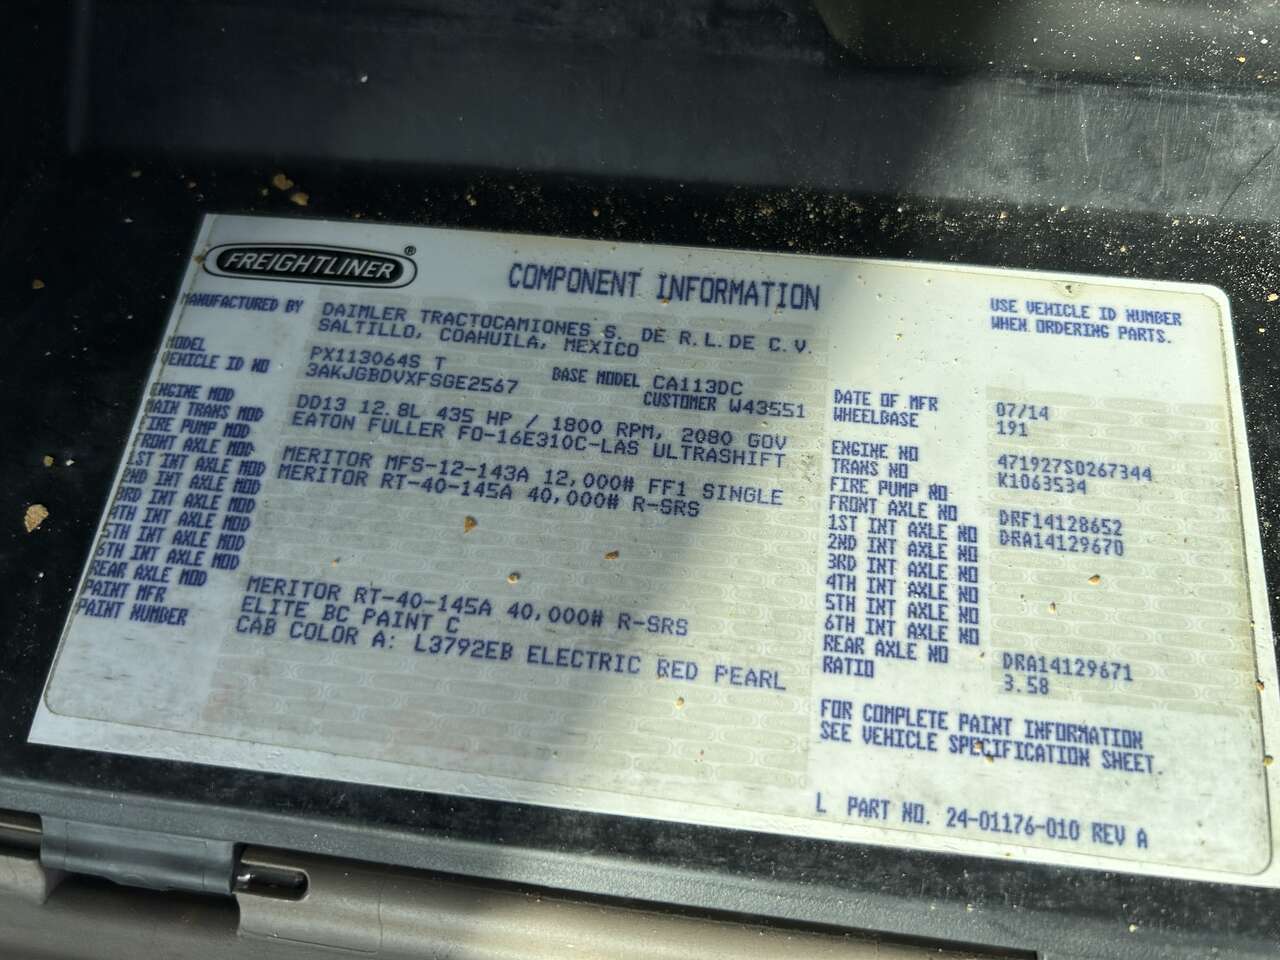 FREIGHTLINER®
COMPONENT INFORMATION
USE VEHICLE ID NUMBER
WHEN ORDERING PARTS.
MANUFACTURED BY DAIMLER TRACTOCAMIONES S. DE R.L.DE C.V.
SALTILLO, COAHUILA, MEXICO
MODEL PX113064S T BASE MODEL CA113DC
VEHICLE ID NO 3AKJGBDVXFSGE2567 CUSTOMER W43551
ENGINE MOD DD13 12.8L 435 HP / 1800 RPM, 2080 GOV
MAIN TRANS MOD EATON FULLER FO-16E310C-LAS ULTRASHIFT
FIRE PUMP MOD
FRONT AXLE MOD MERITOR MFS-12-143A 12,000# FF1 SINGLE
1ST INT AXLE MOD MERITOR RT-40-145A 40,000# R-SRS
2ND INT AXLE MOD
3RD INT AXLE MOD
4TH INT AXLE MOD
5TH INT AXLE MOD
6TH INT AXLE MOD
REAR AXLE MOD MERITOR RT-40-145A 40,000# R-SRS
PAINT MFR ELITE BC PAINT C
PAINT NUMBER CAB COLOR A: L3792EB ELECTRIC RED PEARL
DATE OF MFR 07/14
WHEELBASE 191
ENGINE NO 471927S0267344
TRANS NO K1063534
FIRE PUMP NO
FRONT AXLE NO DRF14128652
1ST INT AXLE NO DRA14129670
2ND INT AXLE NO
3RD INT AXLE NO
4TH INT AXLE NO
5TH INT AXLE NO
6TH INT AXLE NO
REAR AXLE NO DRA14129671
RATIO 3.58
FOR COMPLETE PAINT INFORMATION
SEE VEHICLE SPECIFICATION SHEET.
L PART NO. 24-01176-010 REV A